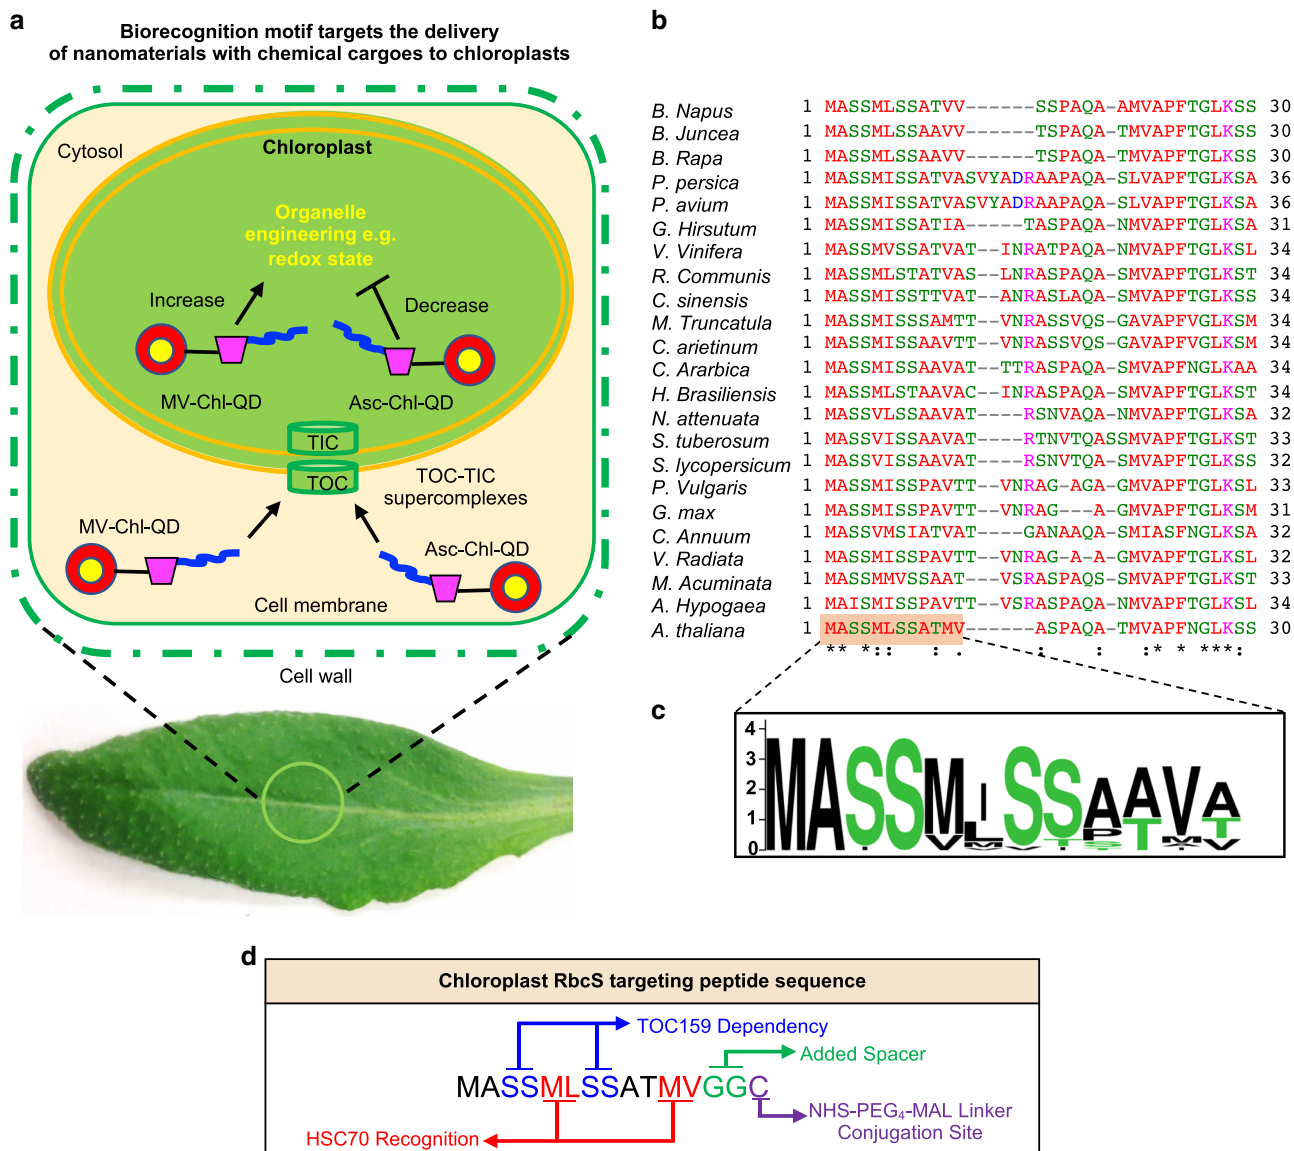 a
Biorecognition motif targets the delivery
of nanomaterials with chemical cargoes to chloroplasts
Cytosol
Chloroplast
Organelle
engineering e.g.
redox state
Increase
Decrease
MV-Chl-QD
Asc-Chl-QD
TIC
TOC
TOC-TIC
supercomplexes
MV-Chl-QD
Asc-Chl-QD
Cell membrane
Cell wall
b
B. Napus 1 MASSMLSSATVV------SSPAQA-AMVAPFTGLKSS 30
B. Juncea 1 MASSMLSSAAVV------TSPAQA-TMVAPFTGLKSS 30
B. Rapa 1 MASSMLSSAAVV------TSPAQA-TMVAPFTGLKSS 30
P. persica 1 MASSMISSATVASVYADRAAPAQA-SLVAPFTGLKSA 36
P. avium 1 MASSMISSATVASVYADRAAPAQA-SLVAPFTGLKSA 36
G. Hirsutum 1 MASSMISSATIA-----TASPAQA-NMVAPFTGLKSA 31
V. Vinifera 1 MASSMVSSATVAT--INRATPAQA-NMVAPFTGLKSL 34
R. Communis 1 MASSMLSTATVAS--INRASPAQA-SMVAPFTGLKST 34
C. sinensis 1 MASSMISSTTVAT--ANRASLAQA-SMVAPFTGLKSS 34
M. Truncatula 1 MASSMISSSAMTT--VNRASSVQS-GAVAPFVGLKSM 34
C. arietinum 1 MASSMISSAAVTT--VNRASSVQS-GAVAPFVGLKSM 34
C. Ararbica 1 MASSMISSAAVAT--TTRASPAQA-SMVAPFNGLKAA 34
H. Brasiliensis 1 MASSMLSTAAVAC--INRASPAQA-SMVAPFTGLKST 34
N. attenuata 1 MASSVLSSAAVAT----RSNVAQA-NMVAPFTGLKSA 32
S. tuberosum 1 MASSVISSAAVAT----RTNVTQASSMVAPFTGLKST 33
S. lycopersicum 1 MASSVISSAAVAT----RSNVTQA-SMVAPFTGLKSS 32
P. Vulgaris 1 MASSMISSPAVTT--VNRAG-AGA-GMVAPFTGLKSL 33
G. max 1 MASSMISSPAVTT--VNRAG---A-GMVAPFTGLKSM 31
C. Annuum 1 MASSVMSIATVAT----GANAAQA-SMIASFNGLKSA 32
V. Radiata 1 MASSMISSPAVTT--VNRAG-A-A-GMVAPFTGLKSL 32
M. Acuminata 1 MASSMMVSSAAT---VSRASPAQS-SMVAPFTGLKST 33
A. Hypogaea 1 MAISMISSPAVTT--VSRASPAQA-NMVAPFTGLKSL 34
A. thaliana 1 MASSMLSSATMV------ASPAQA-TMVAPFNGLKSS 30
** *:: : : : : :* * ***:
c
4
3
2
1
0
MASSMISSAAVA
d
Chloroplast RbcS targeting peptide sequence
TOC159 Dependency
Added Spacer
MASSMLSSATMVGGC
NHS-PEG₄-MAL Linker
Conjugation Site
HSC70 Recognition